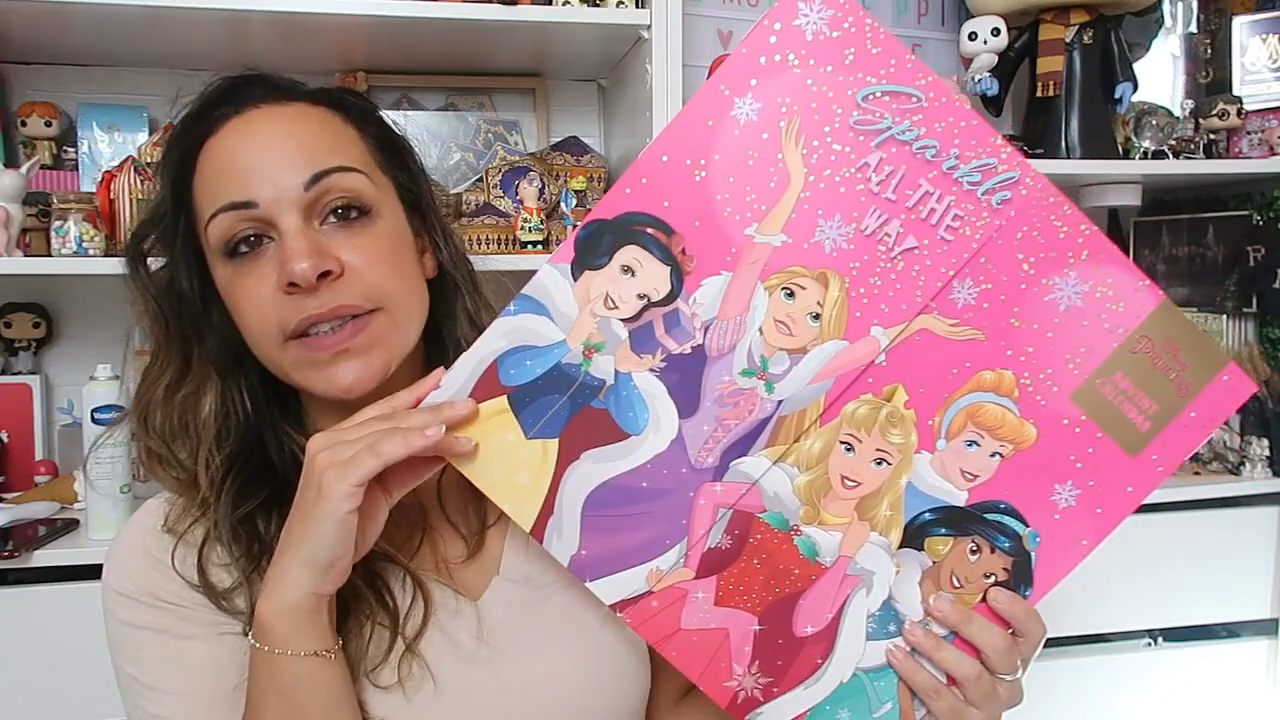 Sparkle
ALL THE
WAY
Disney
Princess
ADVENT
CALENDAR
Vaseline